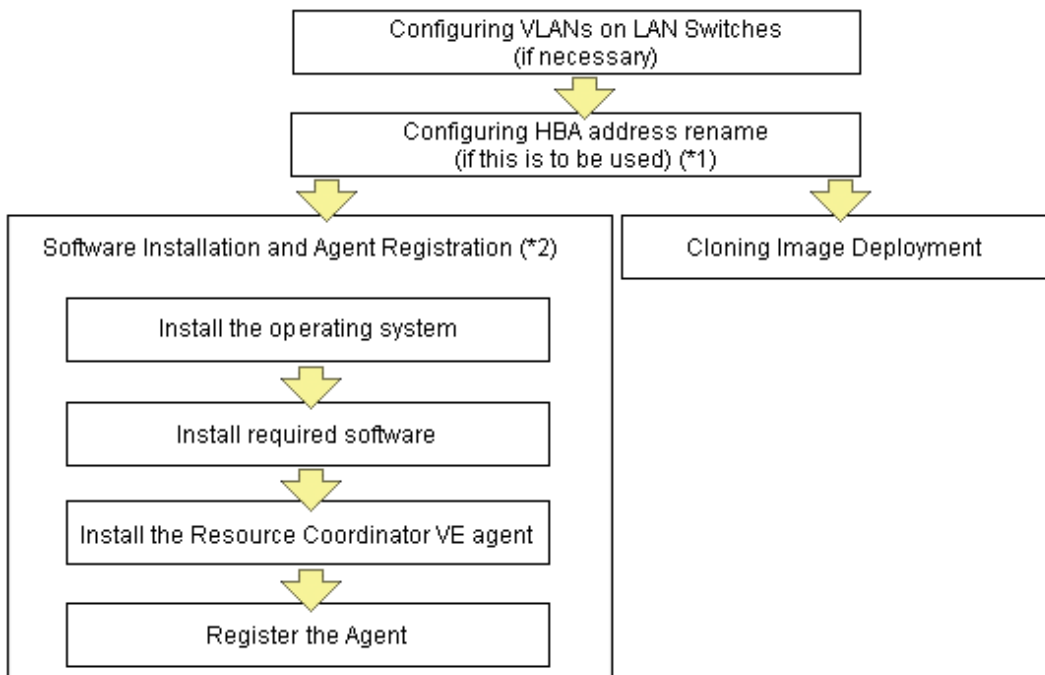 Configuring VLANs on LAN Switches
(if necessary)
Configuring HBA address rename
(if this is to be used) (*1)
Software Installation and Agent Registration (*2)
Cloning Image Deployment
Install the operating system
Install required software
Install the Resource Coordinator VE agent
Register the Agent